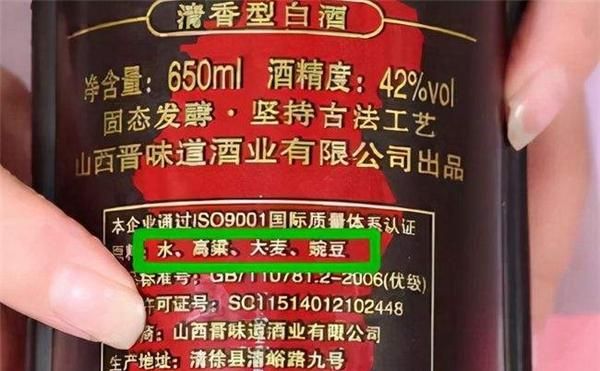 清香型白酒
净含量:650ml 酒精度:42%vol
固态发酵·坚持古法工艺
山西晋味道酒业有限公司出品
本企业通过ISO9001国际质量体系认证
水、高粱、大麦、豌豆
标准号:GB/T10781.2-2006(优级)
许可证号:SC11514012102448
山西晋味道酒业有限公司
生产地址:清徐县清峪路九号